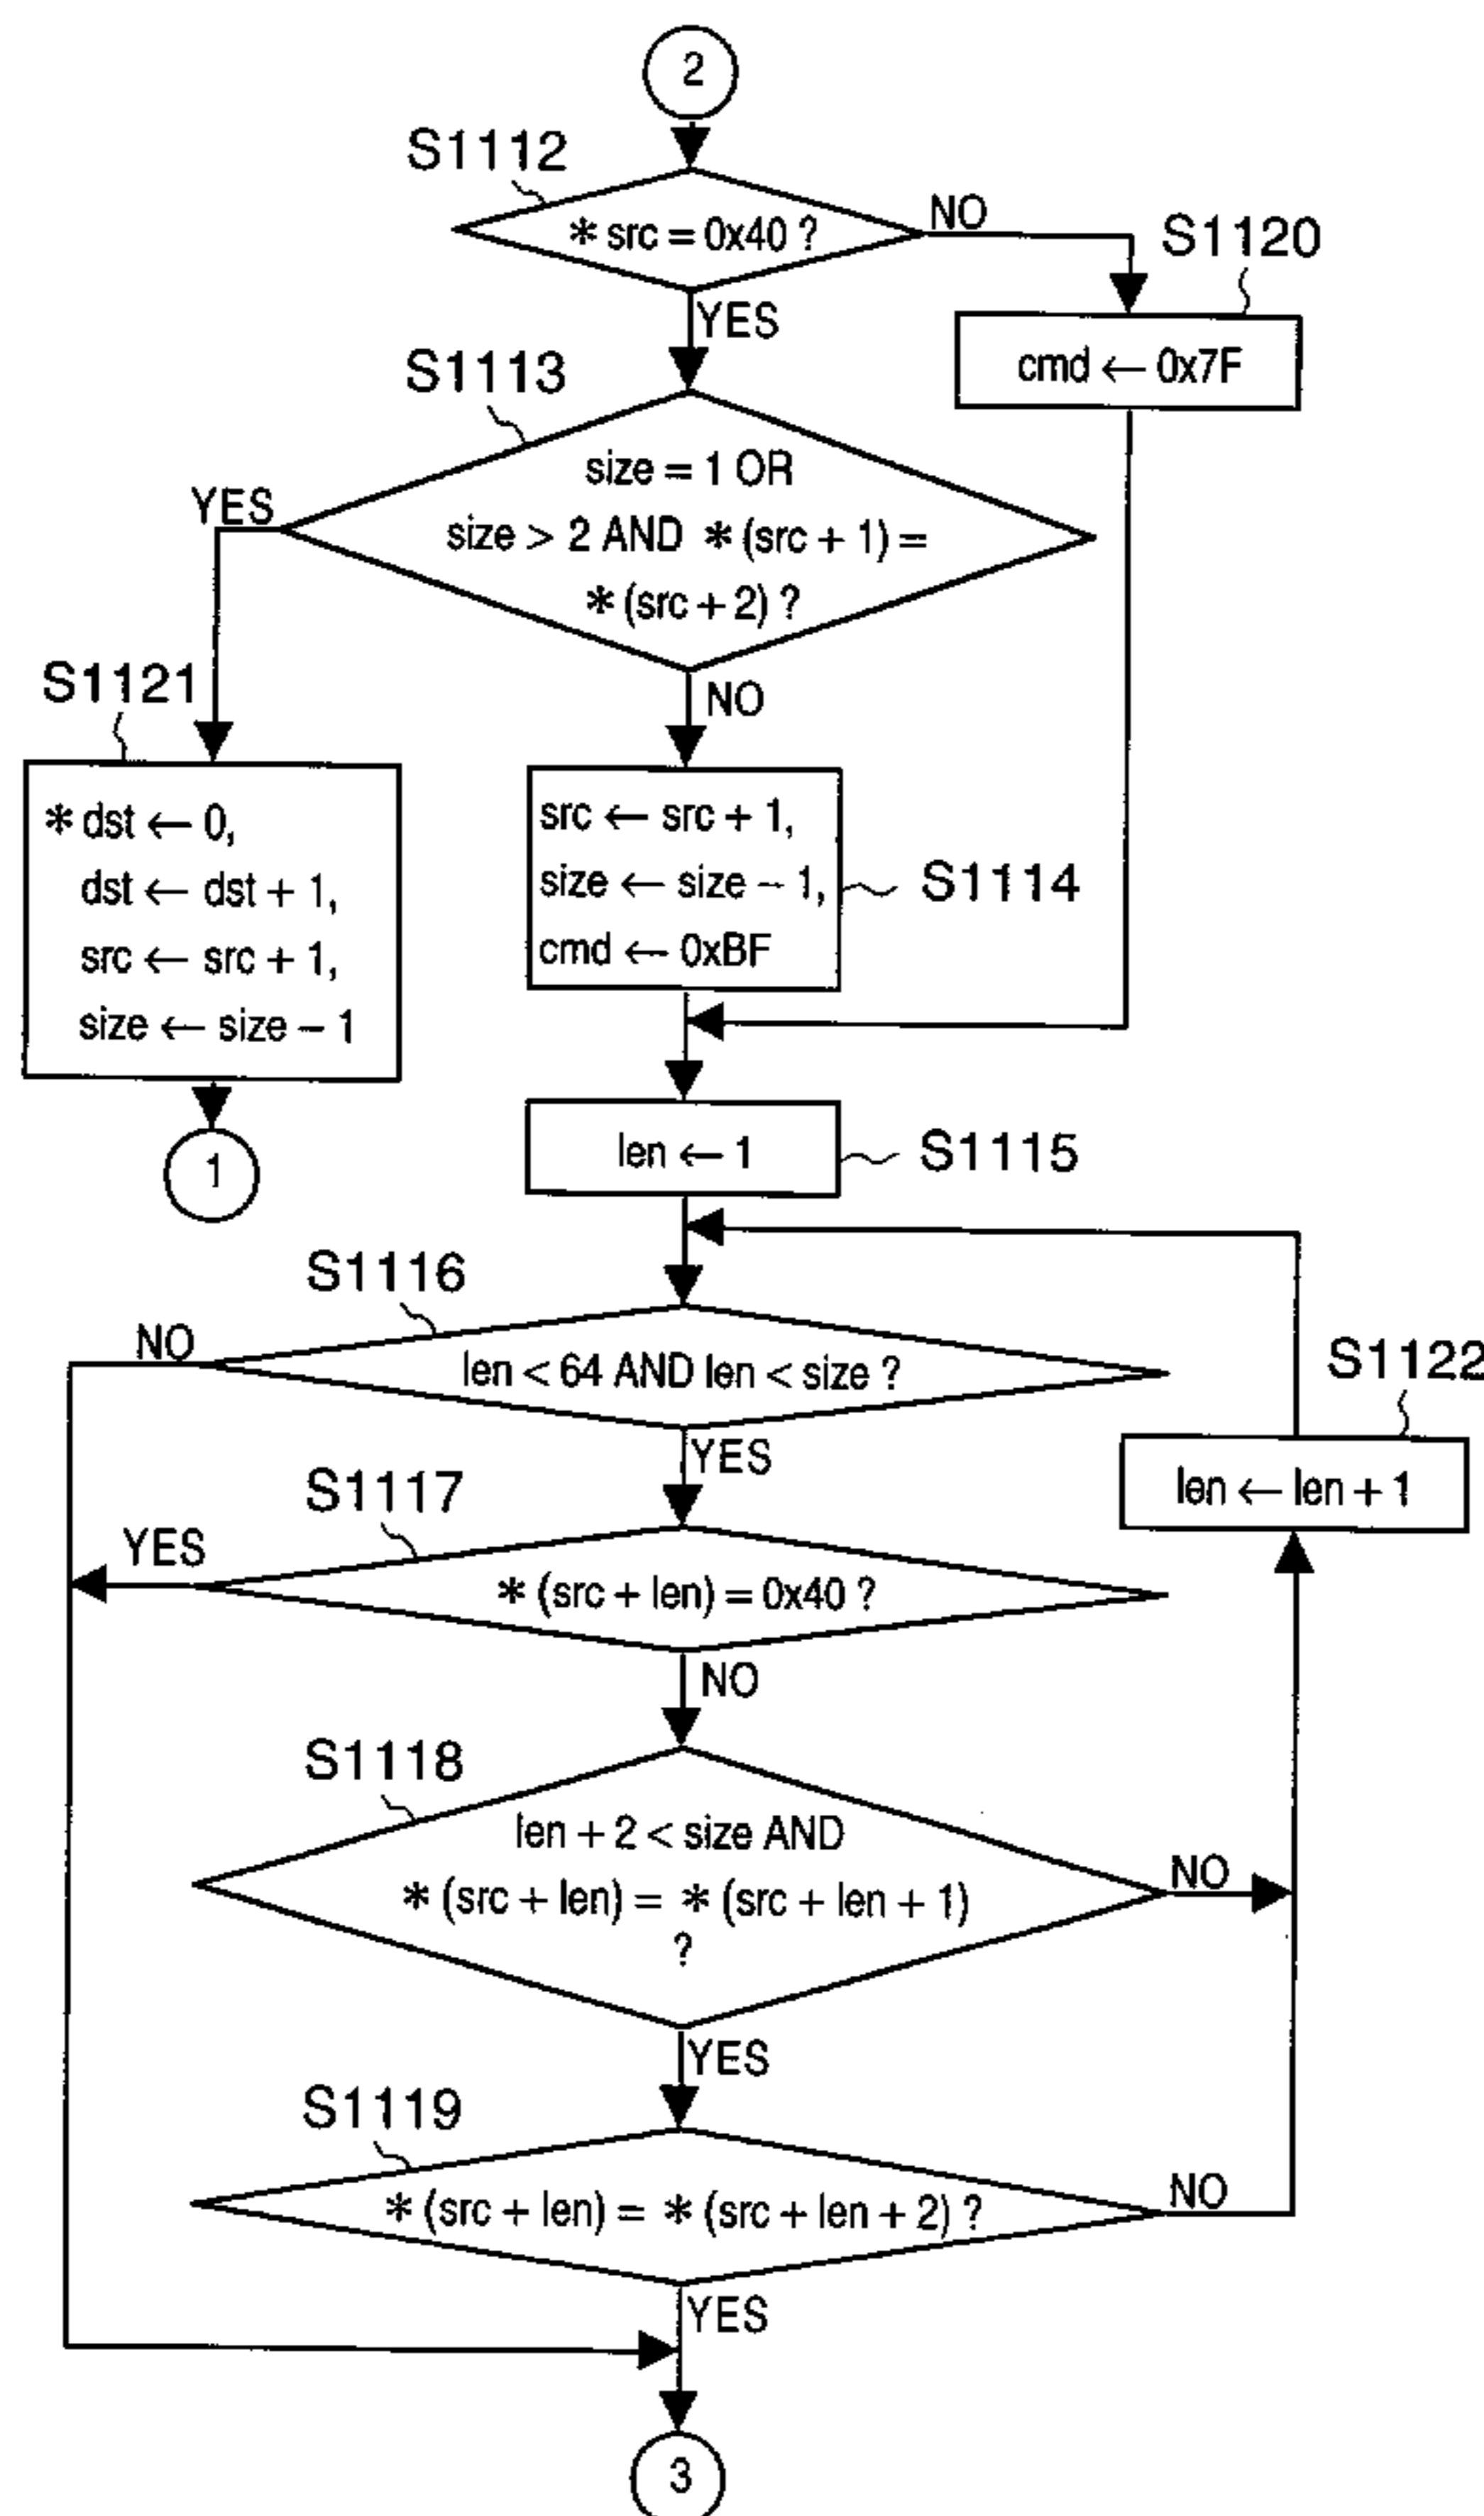 2
S1112
* src = 0x40 ?
NO
S1120
YES
cmd ← 0x7F
S1113
size = 1 OR
size > 2 AND * (src + 1) =
* (src + 2) ?
YES
NO
S1121
* dst ← 0,
dst ← dst + 1,
src ← src + 1,
size ← size − 1
src ← src + 1,
size ← size − 1,
cmd ← 0xBF
S1114
1
len ← 1
S1115
S1116
NO
len < 64 AND len < size ?
YES
S1122
len ← len + 1
S1117
YES
* (src + len) = 0x40 ?
NO
S1118
len + 2 < size AND
* (src + len) = * (src + len + 1)
?
NO
YES
S1119
* (src + len) = * (src + len + 2) ?
NO
YES
3